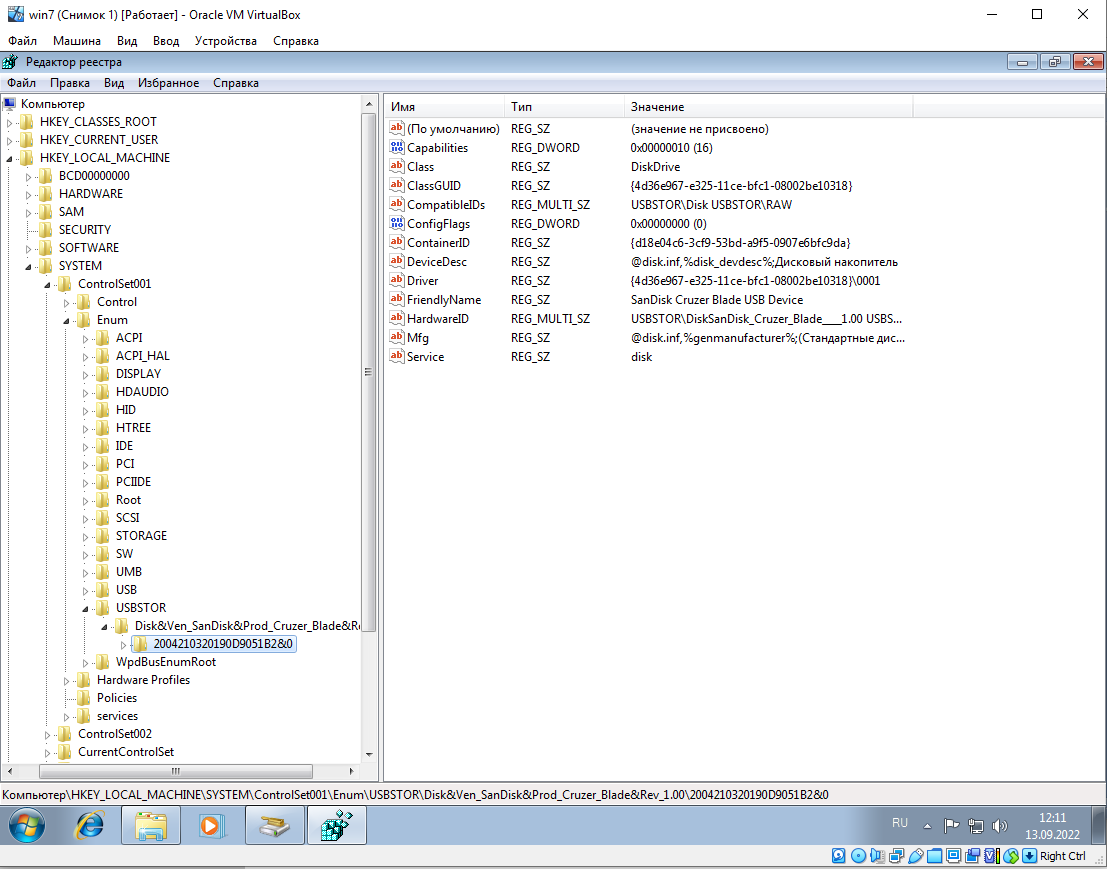 win7 (Снимок 1) [Работает] - Oracle VM VirtualBox
Файл Машина Вид Ввод Устройства Справка
Редактор реестра
Файл Правка Вид Избранное Справка
Компьютер
HKEY_CLASSES_ROOT
HKEY_CURRENT_USER
HKEY_LOCAL_MACHINE
BCD00000000
HARDWARE
SAM
SECURITY
SOFTWARE
SYSTEM
ControlSet001
Control
Enum
ACPI
ACPI_HAL
DISPLAY
HDAUDIO
HID
HTREE
IDE
PCI
PCIIDE
Root
SCSI
STORAGE
SW
UMB
USB
USBSTOR
Disk&Ven_SanDisk&Prod_Cruzer_Blade&R
2004210320190D9051B2&0
WpdBusEnumRoot
Hardware Profiles
Policies
services
ControlSet002
CurrentControlSet
Имя Тип Значение
(По умолчанию) REG_SZ (значение не присвоено)
Capabilities REG_DWORD 0x00000010 (16)
Class REG_SZ DiskDrive
ClassGUID REG_SZ {4d36e967-e325-11ce-bfc1-08002be10318}
CompatibleIDs REG_MULTI_SZ USBSTOR\Disk USBSTOR\RAW
ConfigFlags REG_DWORD 0x00000000 (0)
ContainerID REG_SZ {d18e04c6-3cf9-53bd-a9f5-0907e6bfc9da}
DeviceDesc REG_SZ @disk.inf,%disk_devdesc%;Дисковый накопитель
Driver REG_SZ {4d36e967-e325-11ce-bfc1-08002be10318}\0001
FriendlyName REG_SZ SanDisk Cruzer Blade USB Device
HardwareID REG_MULTI_SZ USBSTOR\DiskSanDisk_Cruzer_Blade____1.00 USBS...
Mfg REG_SZ @disk.inf,%genmanufacturer%;(Стандартные дис...
Service REG_SZ disk
Компьютер\HKEY_LOCAL_MACHINE\SYSTEM\ControlSet001\Enum\USBSTOR\Disk&Ven_SanDisk&Prod_Cruzer_Blade&Rev_1.00\2004210320190D9051B2&0
RU
12:11
13.09.2022
Right Ctrl